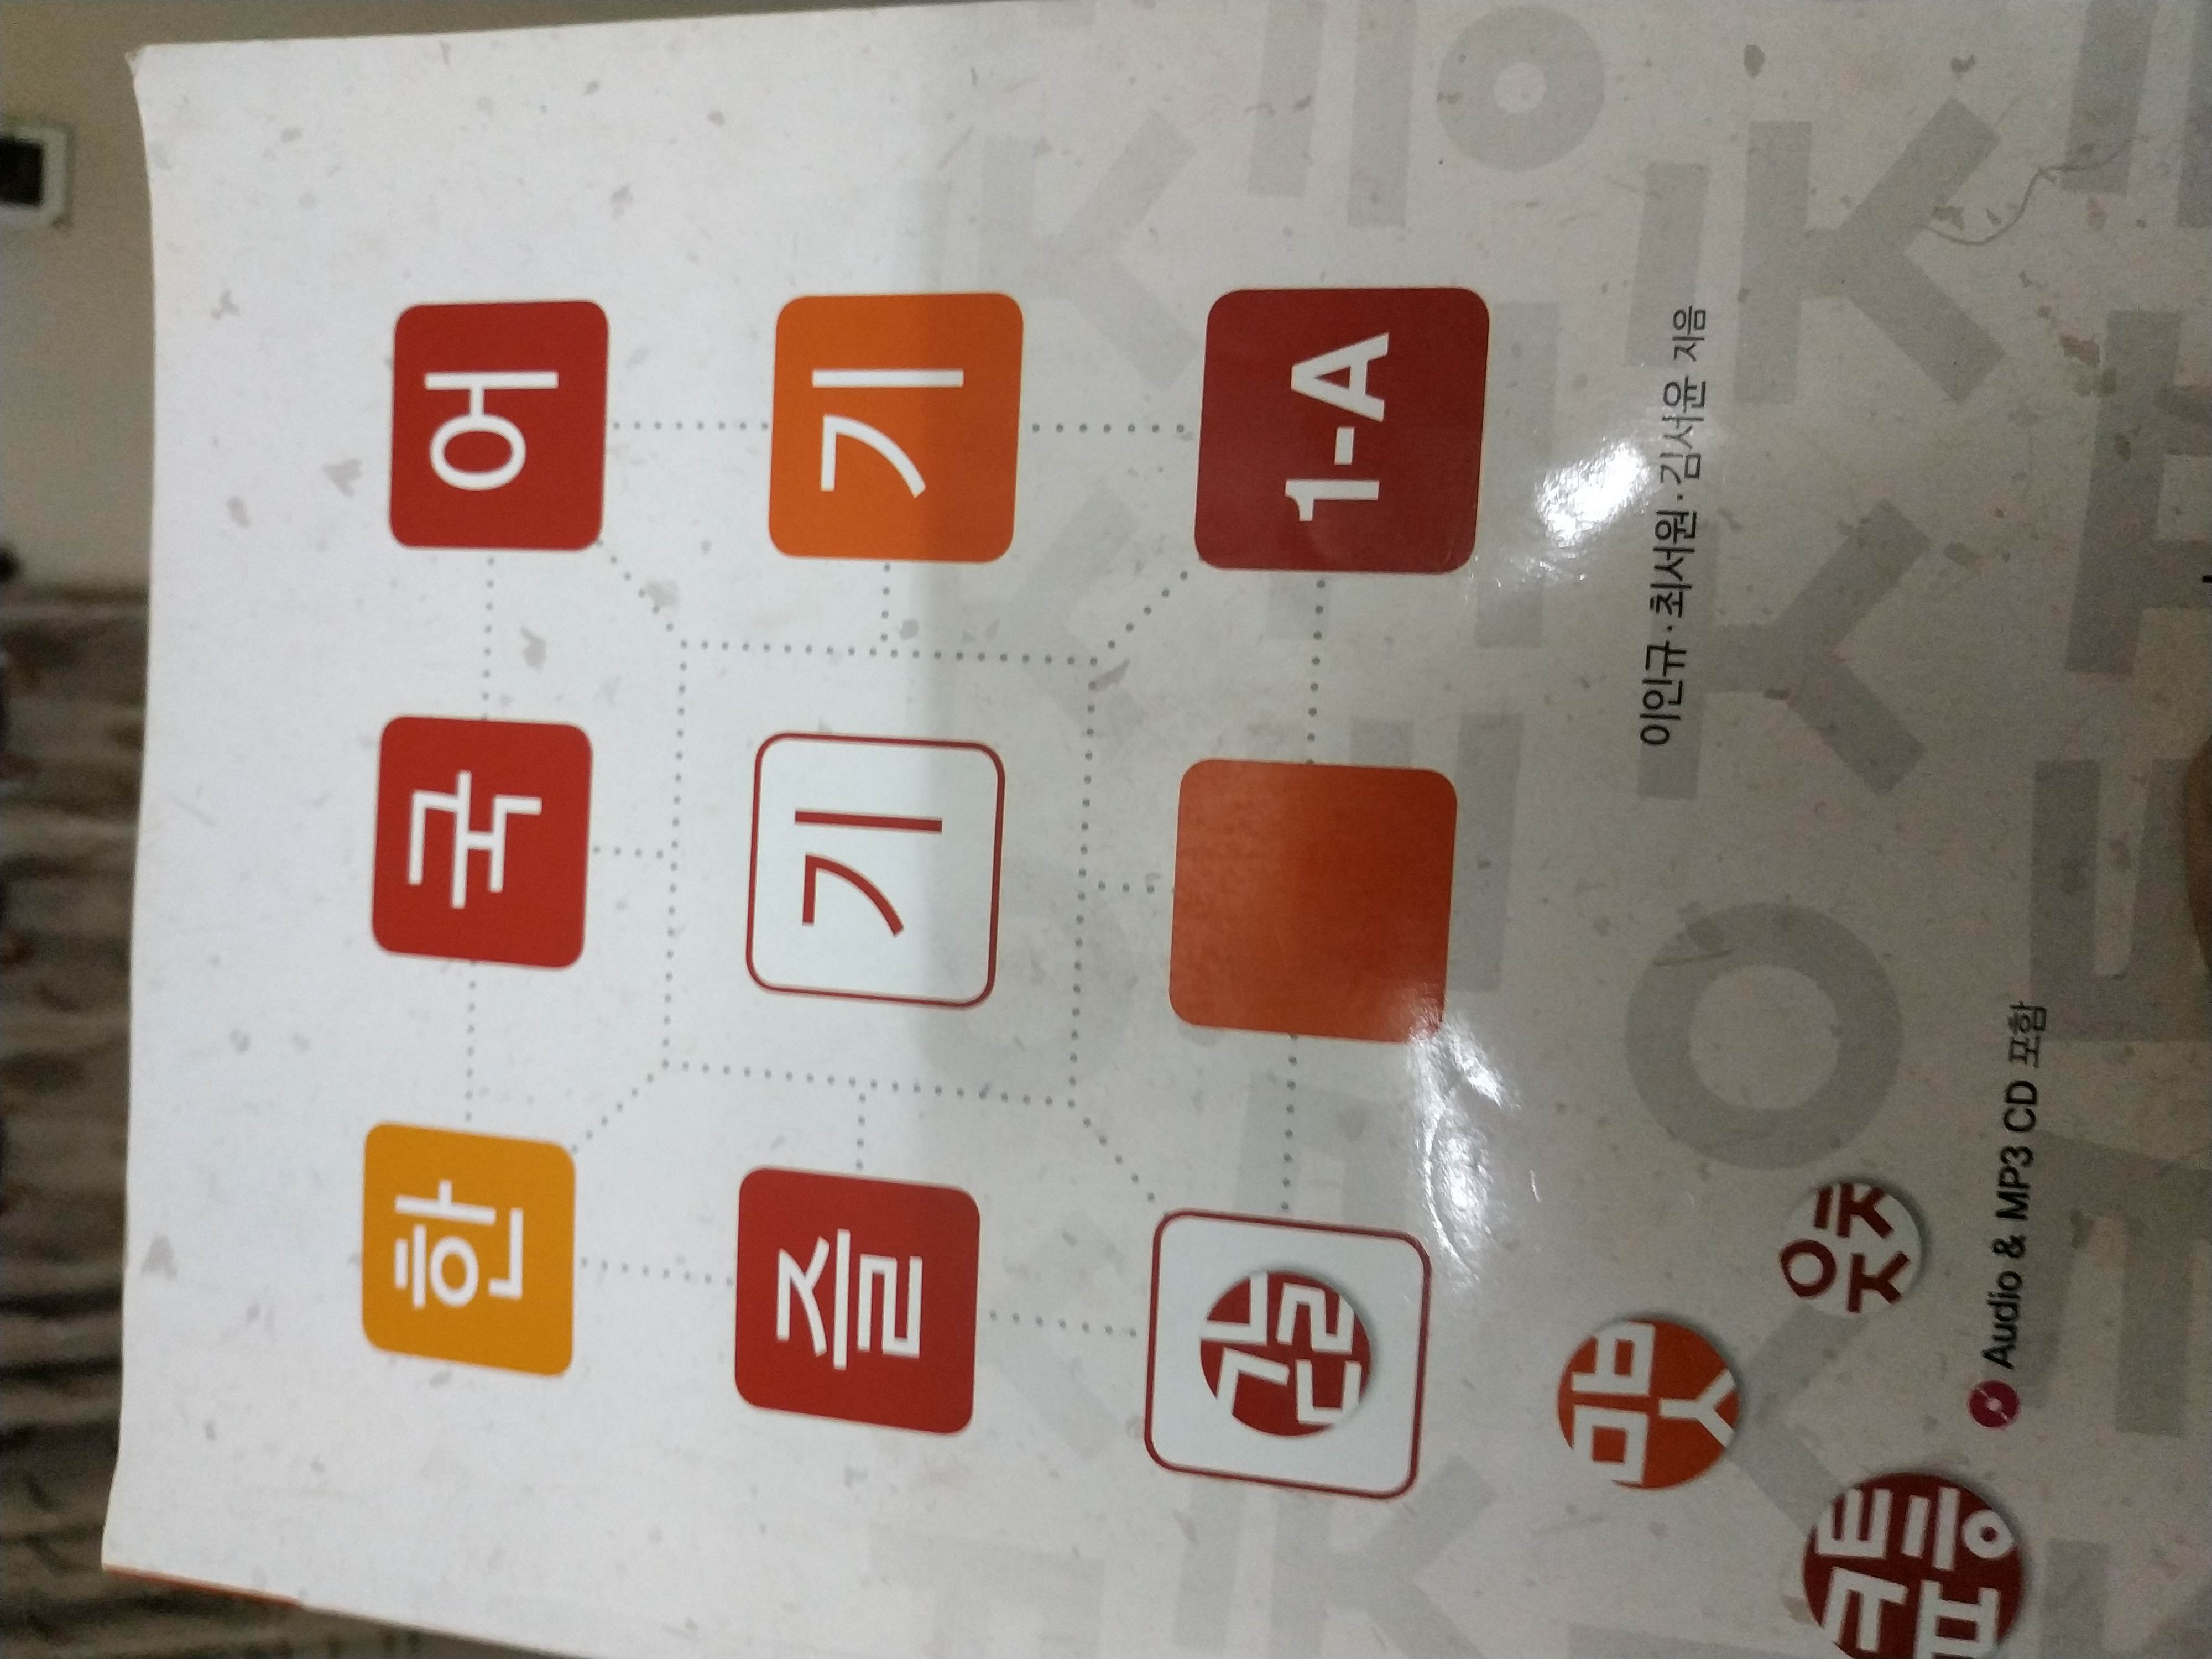 한 국 어
즐 기 기
1-A
이인규·최서원·김서윤 지음
Audio & MP3 CD 포함